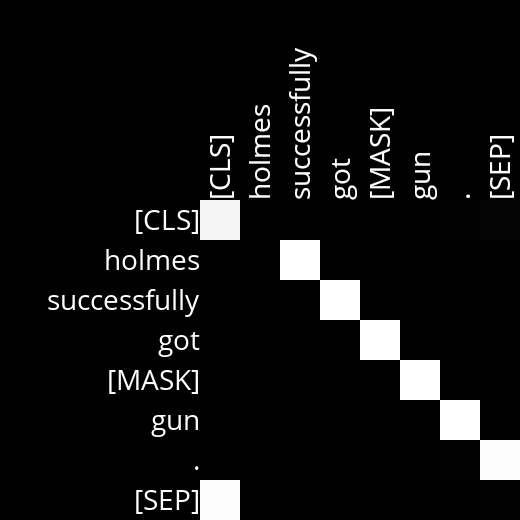 [CLS]
holmes
successfully
got
[MASK]
gun
.
[SEP]
[CLS]
holmes
successfully
got
[MASK]
gun
.
[SEP]